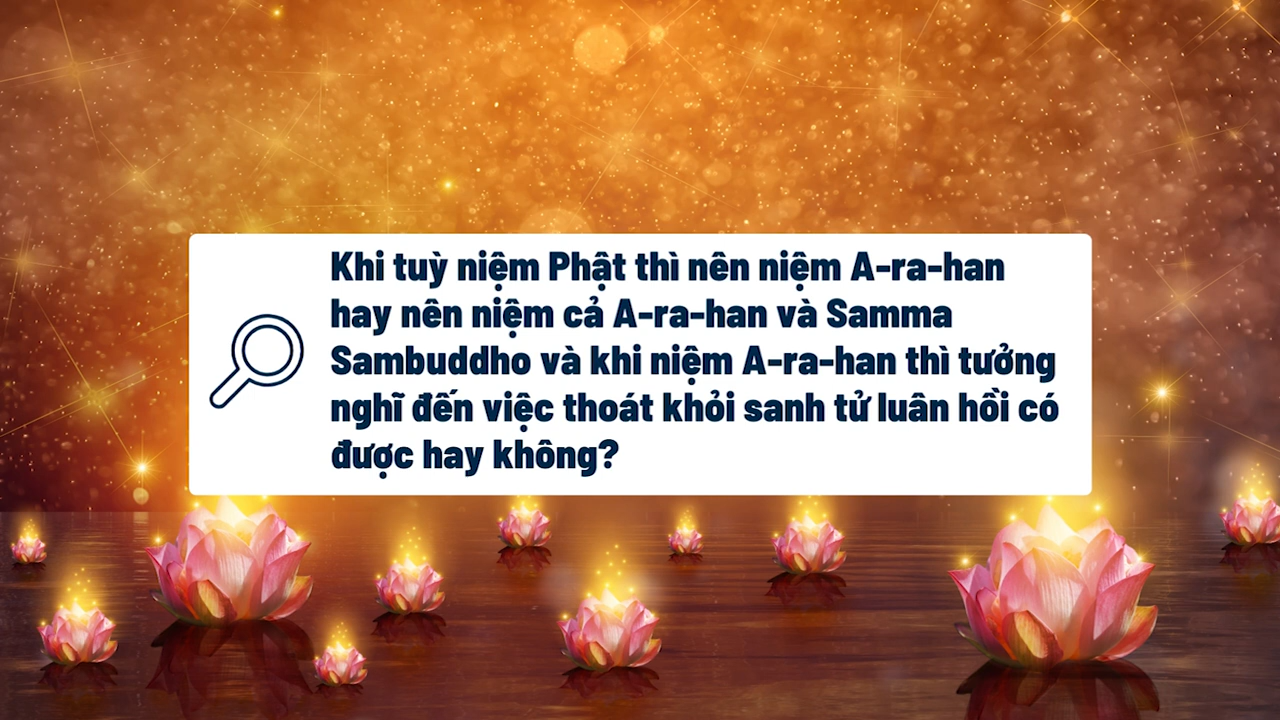 Khi tuỳ niệm Phật thì nên niệm A-ra-han
hay nên niệm cả A-ra-han và Samma
Sambuddho và khi niệm A-ra-han thì tưởng
nghĩ đến việc thoát khỏi sanh tử luân hồi có
được hay không?